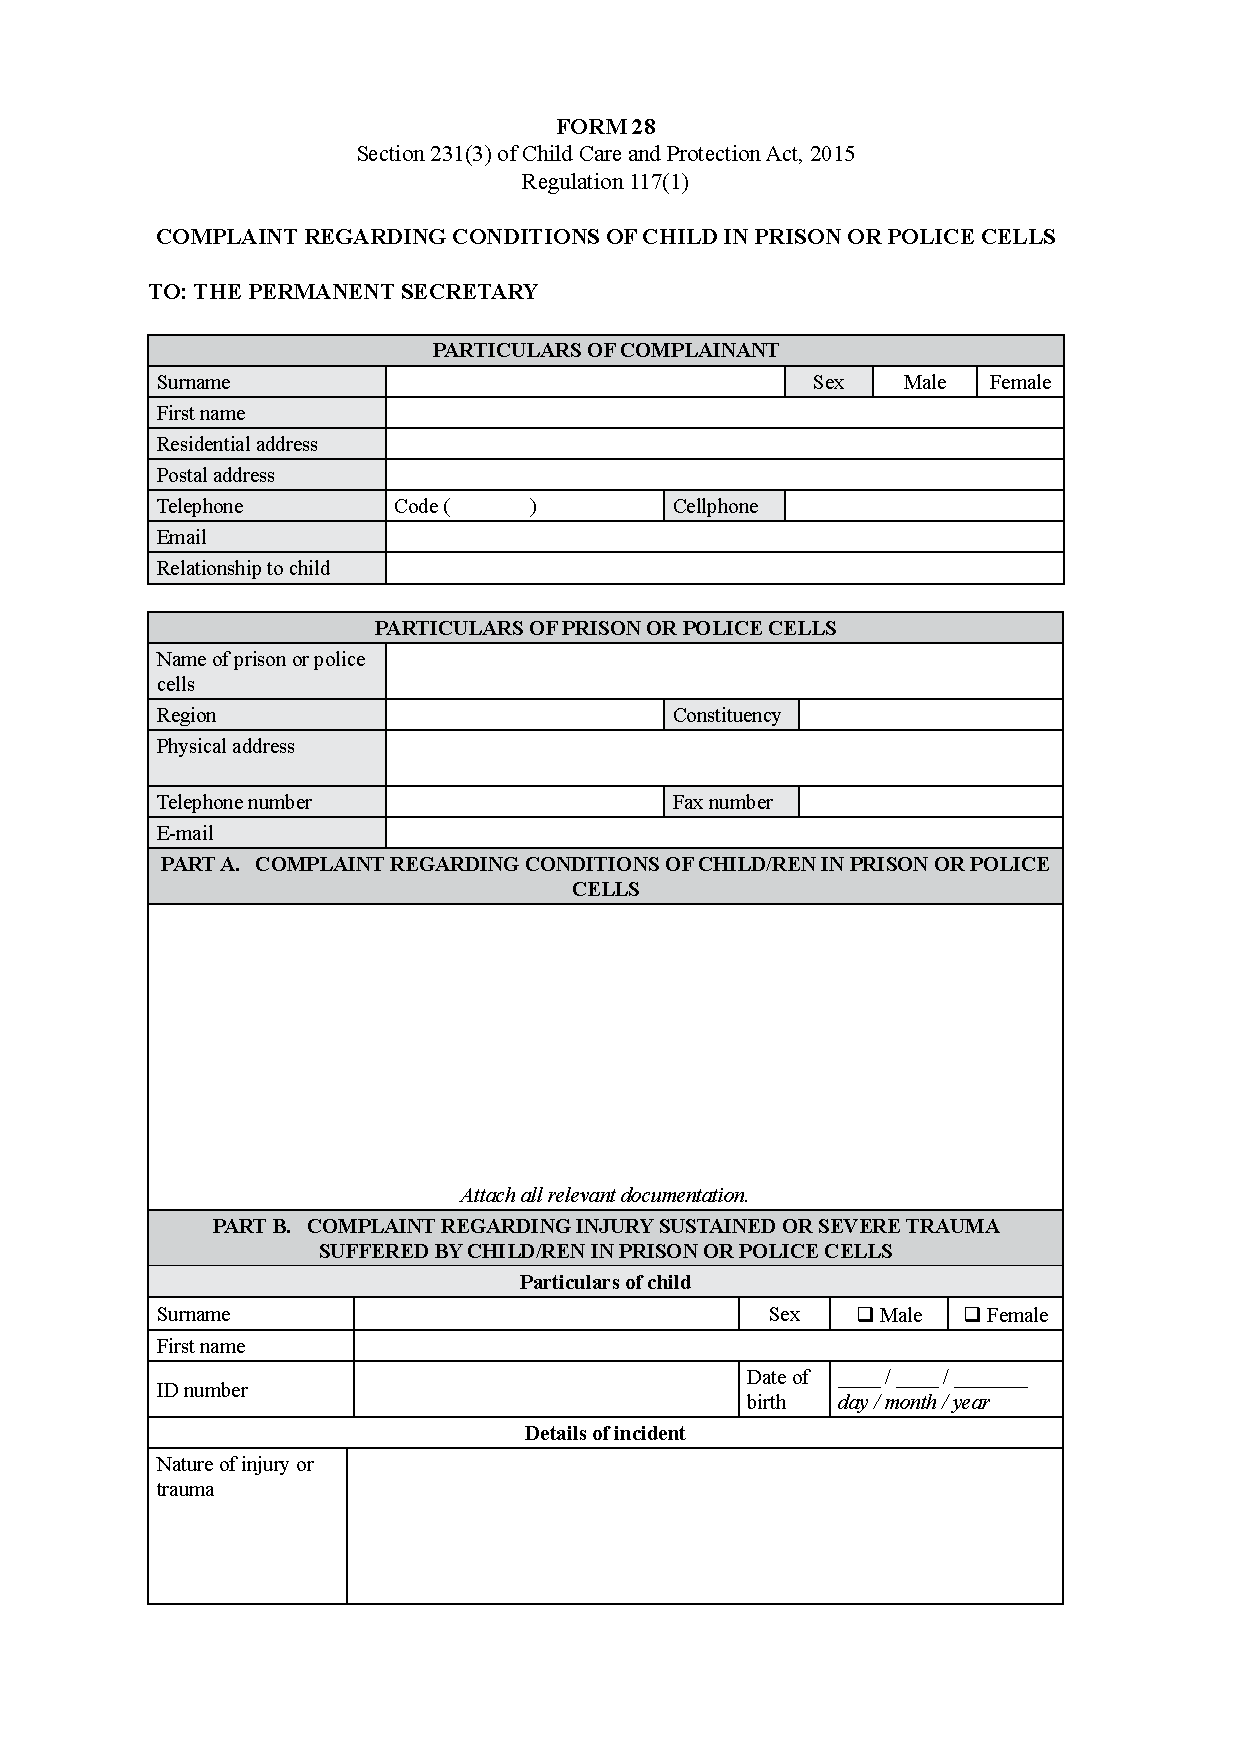 FORM 28
Section 231(3) of Child Care and Protection Act, 2015
Regulation 117(1)
COMPLAINT REGARDING CONDITIONS OF CHILD IN PRISON OR POLICE CELLS
TO: THE PERMANENT SECRETARY
PARTICULARS OF COMPLAINANT
Surname Sex Male Female
First name
Residential address
Postal address
Telephone Code ( ) Cellphone
Email
Relationship to child
PARTICULARS OF PRISON OR POLICE CELLS
Name of prison or police
cells
Region Constituency
Physical address
Telephone number Fax number
E-mail
PART A. COMPLAINT REGARDING CONDITIONS OF CHILD/REN IN PRISON OR POLICE
CELLS
Attach all relevant documentation.
PART B. COMPLAINT REGARDING INJURY SUSTAINED OR SEVERE TRAUMA
SUFFERED BY CHILD/REN IN PRISON OR POLICE CELLS
Particulars of child
Surname Sex ❑ Male ❑ Female
First name
ID number Date of birth ____ / ____ / _______
day / month / year
Details of incident
Nature of injury or
trauma